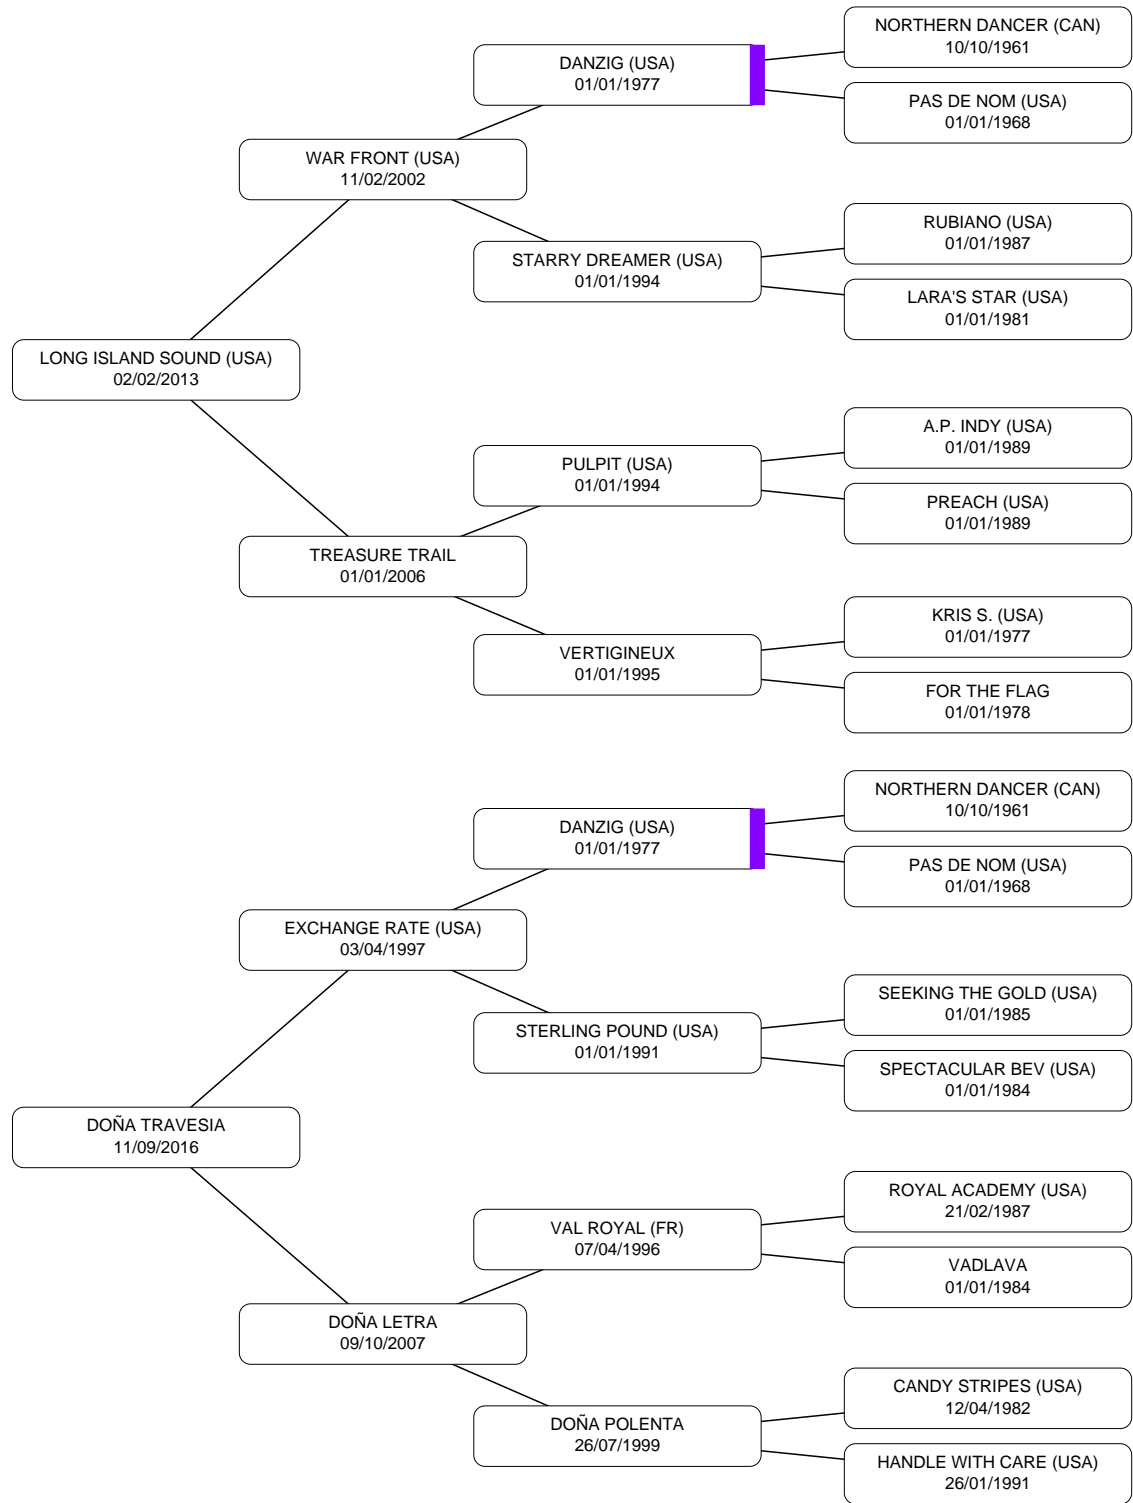 NORTHERN DANCER (CAN)
10/10/1961
DANZIG (USA)
01/01/1977
PAS DE NOM (USA)
01/01/1968
WAR FRONT (USA)
11/02/2002
RUBIANO (USA)
01/01/1987
STARRY DREAMER (USA)
01/01/1994
LARA'S STAR (USA)
01/01/1981
LONG ISLAND SOUND (USA)
02/02/2013
A.P. INDY (USA)
01/01/1989
PULPIT (USA)
01/01/1994
PREACH (USA)
01/01/1989
TREASURE TRAIL
01/01/2006
KRIS S. (USA)
01/01/1977
VERTIGINEUX
01/01/1995
FOR THE FLAG
01/01/1978
NORTHERN DANCER (CAN)
10/10/1961
DANZIG (USA)
01/01/1977
PAS DE NOM (USA)
01/01/1968
EXCHANGE RATE (USA)
03/04/1997
SEEKING THE GOLD (USA)
01/01/1985
STERLING POUND (USA)
01/01/1991
SPECTACULAR BEV (USA)
01/01/1984
DOÑA TRAVESIA
11/09/2016
ROYAL ACADEMY (USA)
21/02/1987
VAL ROYAL (FR)
07/04/1996
VADLAVA
01/01/1984
DOÑA LETRA
09/10/2007
CANDY STRIPES (USA)
12/04/1982
DOÑA POLENTA
26/07/1999
HANDLE WITH CARE (USA)
26/01/1991